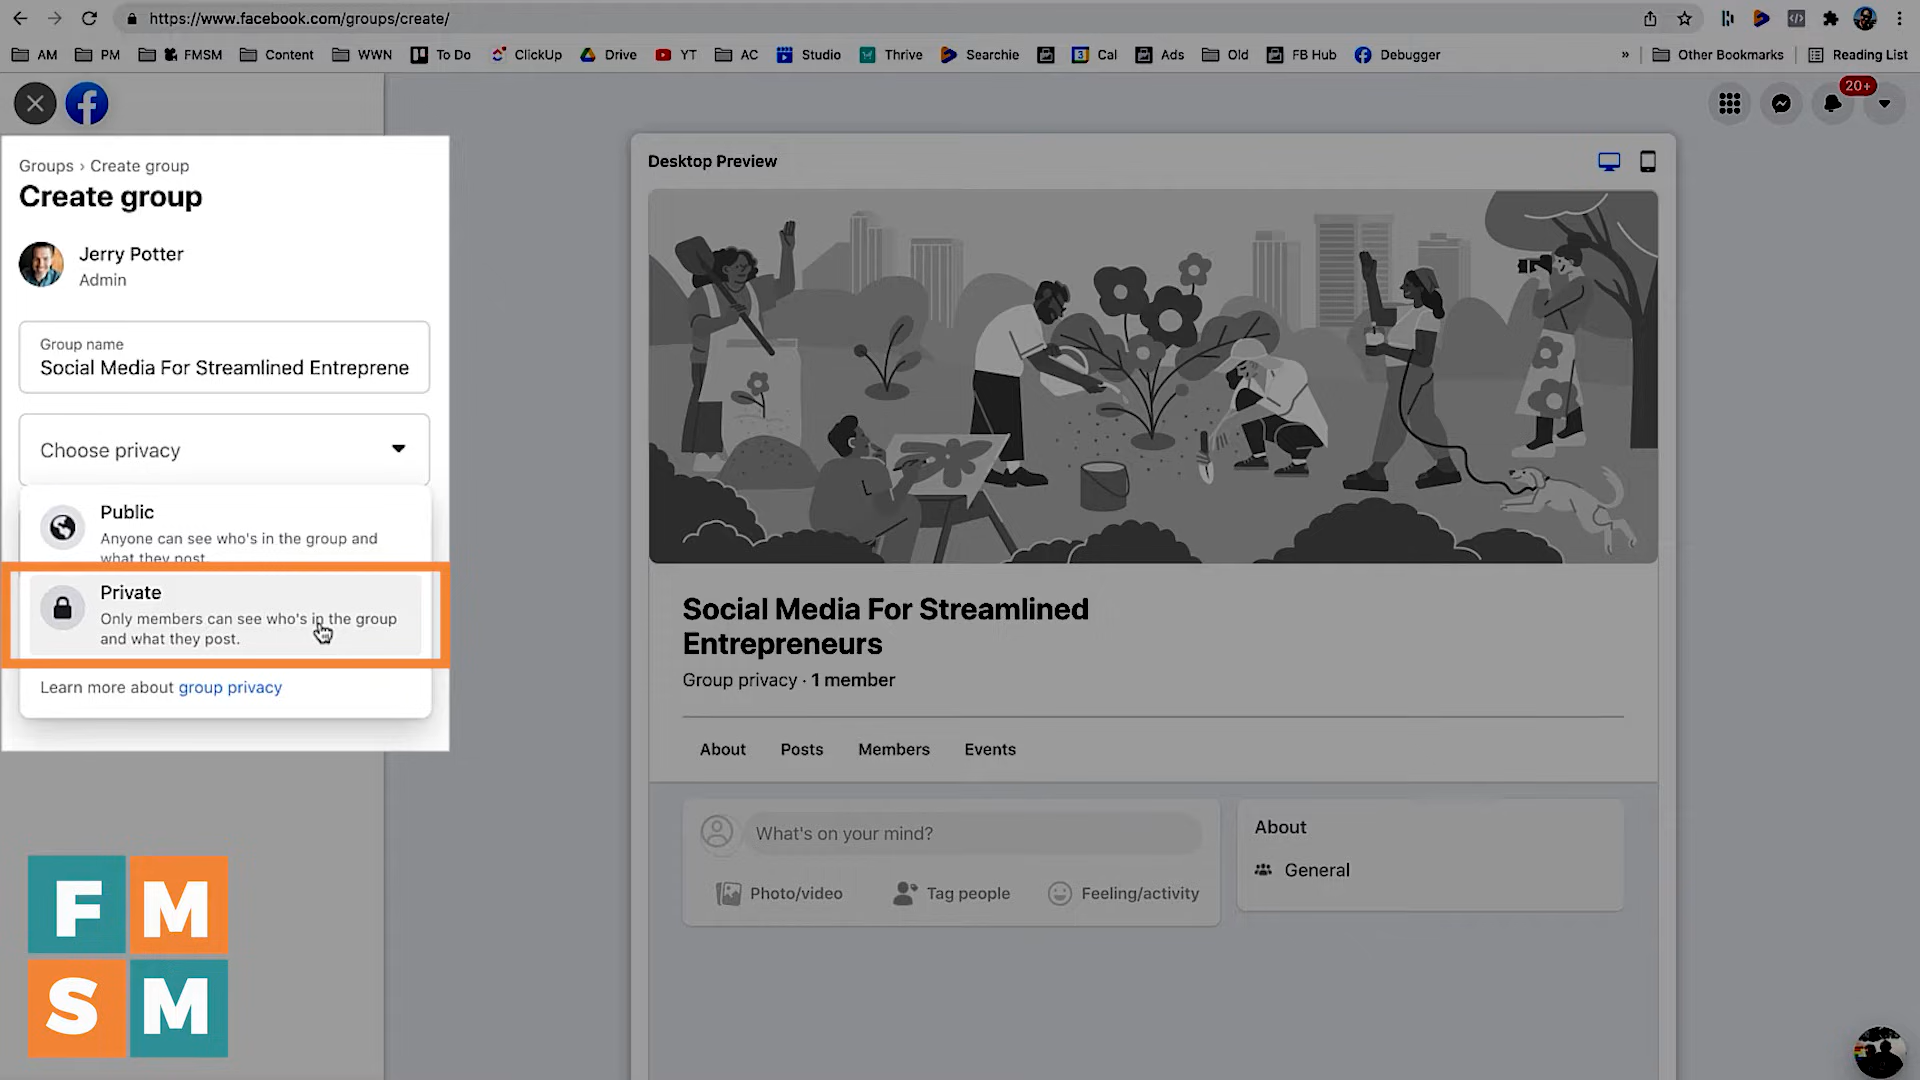 https://www.facebook.com/groups/create/
AM PM FMSM Content WWN To Do ClickUp Drive YT AC Studio Thrive Searchie 3 Cal Ads Old FB Hub Debugger » Other Bookmarks Reading List
20+
Groups › Create group
Create group
Jerry Potter
Admin
Group name
Social Media For Streamlined Entreprene
Choose privacy
Public
Anyone can see who's in the group and
what they post.
Private
Only members can see who's in the group
and what they post.
Learn more about group privacy
F M
S M
Desktop Preview
Social Media For Streamlined
Entrepreneurs
Group privacy · 1 member
About Posts Members Events
What's on your mind?
Photo/video Tag people Feeling/activity
About
General